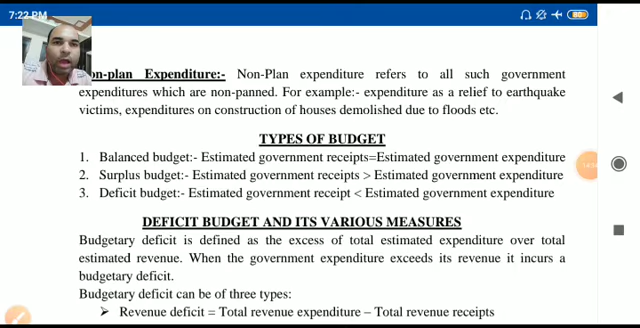 7:22 PM
80
on-plan Expenditure:- Non-Plan expenditure refers to all such government
expenditures which are non-panned. For example:- expenditure as a relief to earthquake
victims, expenditures on construction of houses demolished due to floods etc.
TYPES OF BUDGET
1. Balanced budget:- Estimated government receipts=Estimated government expenditure
2. Surplus budget:- Estimated government receipts > Estimated government expenditure
3. Deficit budget:- Estimated government receipt < Estimated government expenditure
DEFICIT BUDGET AND ITS VARIOUS MEASURES
Budgetary deficit is defined as the excess of total estimated expenditure over total
estimated revenue. When the government expenditure exceeds its revenue it incurs a
budgetary deficit.
Budgetary deficit can be of three types:
➤ Revenue deficit = Total revenue expenditure – Total revenue receipts